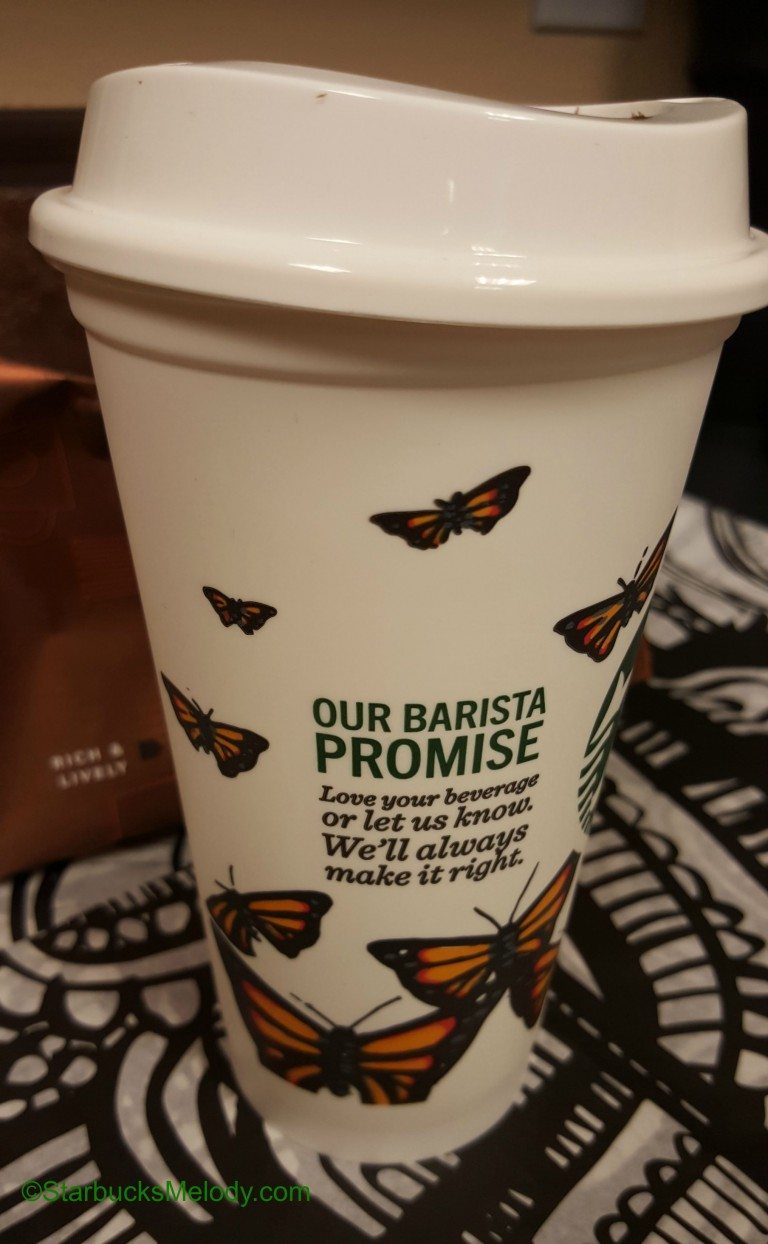 OUR BARISTA
PROMISE
Love your beverage
or let us know.
We'll always
make it right.
RICH &
LIVELY
©StarbucksMelody.com